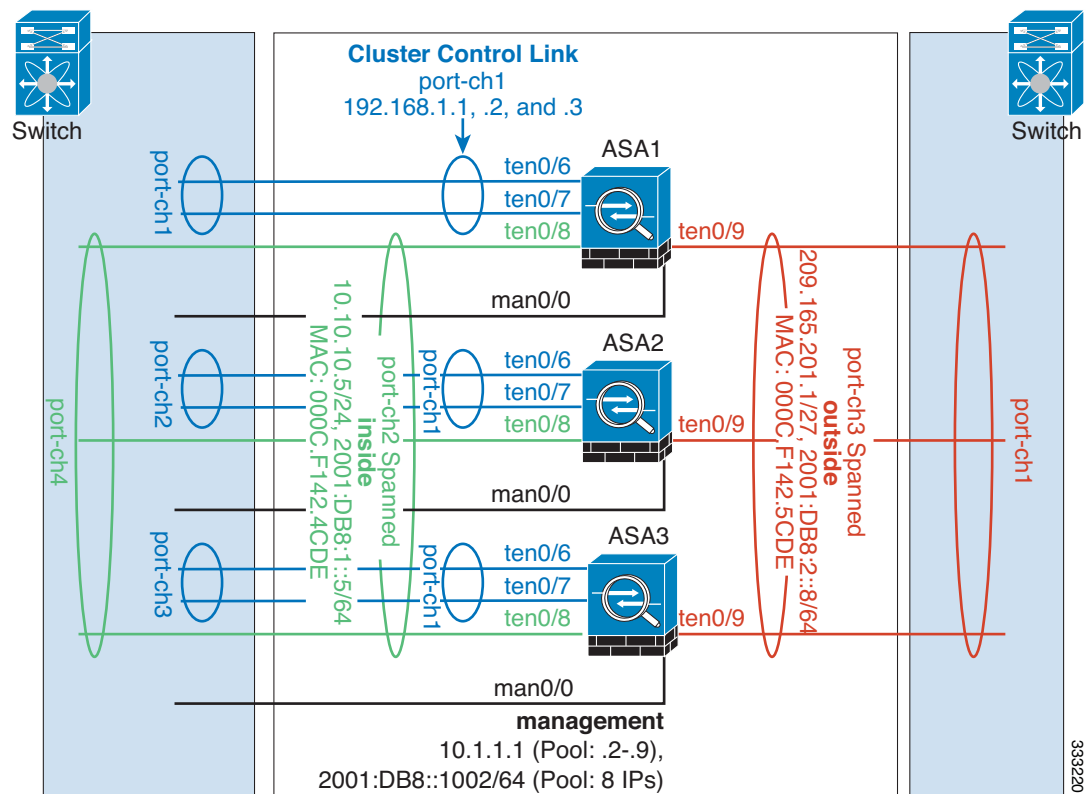 Switch
Switch
Cluster Control Link
port-ch1
192.168.1.1, .2, and .3
ASA1
port-ch1
ten0/6
ten0/7
ten0/8
ten0/9
man0/0
ASA2
port-ch2
port-ch1
ten0/6
ten0/7
ten0/8
ten0/9
man0/0
ASA3
port-ch3
port-ch1
ten0/6
ten0/7
ten0/8
ten0/9
man0/0
port-ch4
port-ch2 Spanned
inside
10.10.10.5/24, 2001:DB8:1::5/64
MAC: 000C.F142.4CDE
port-ch3 Spanned
outside
209.165.201.1/27, 2001:DB8:2::8/64
MAC: 000C.F142.5CDE
port-ch1
management
10.1.1.1 (Pool: .2-.9),
2001:DB8::1002/64 (Pool: 8 IPs)
333220